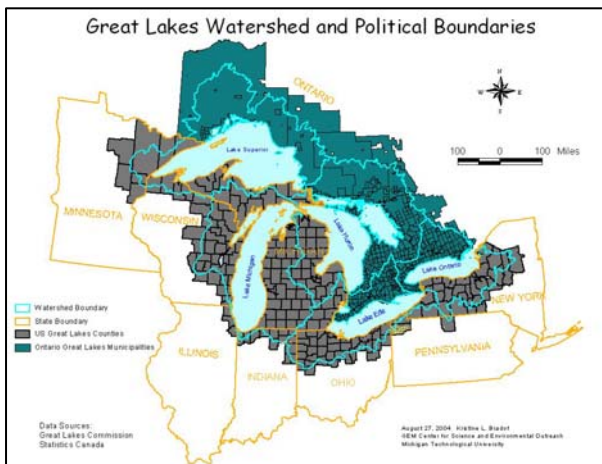 Great Lakes Watershed and Political Boundaries
ONTARIO
N
W E
S
100 0 100 Miles
Lake Superior
MINNESOTA
WISCONSIN
Lake Huron
Lake Michigan
Lake Ontario
NEW YORK
Lake Erie
Watershed Boundary
State Boundary
US Great Lakes Counties
Ontario Great Lakes Municipalities
ILLINOIS
INDIANA
OHIO
PENNSYLVANIA
Data Sources:
Great Lakes Commission
Statistics Canada
August 27, 2004 Kristine L. Bradof
GEM Center for Science and Environmental Outreach
Michigan Technological University